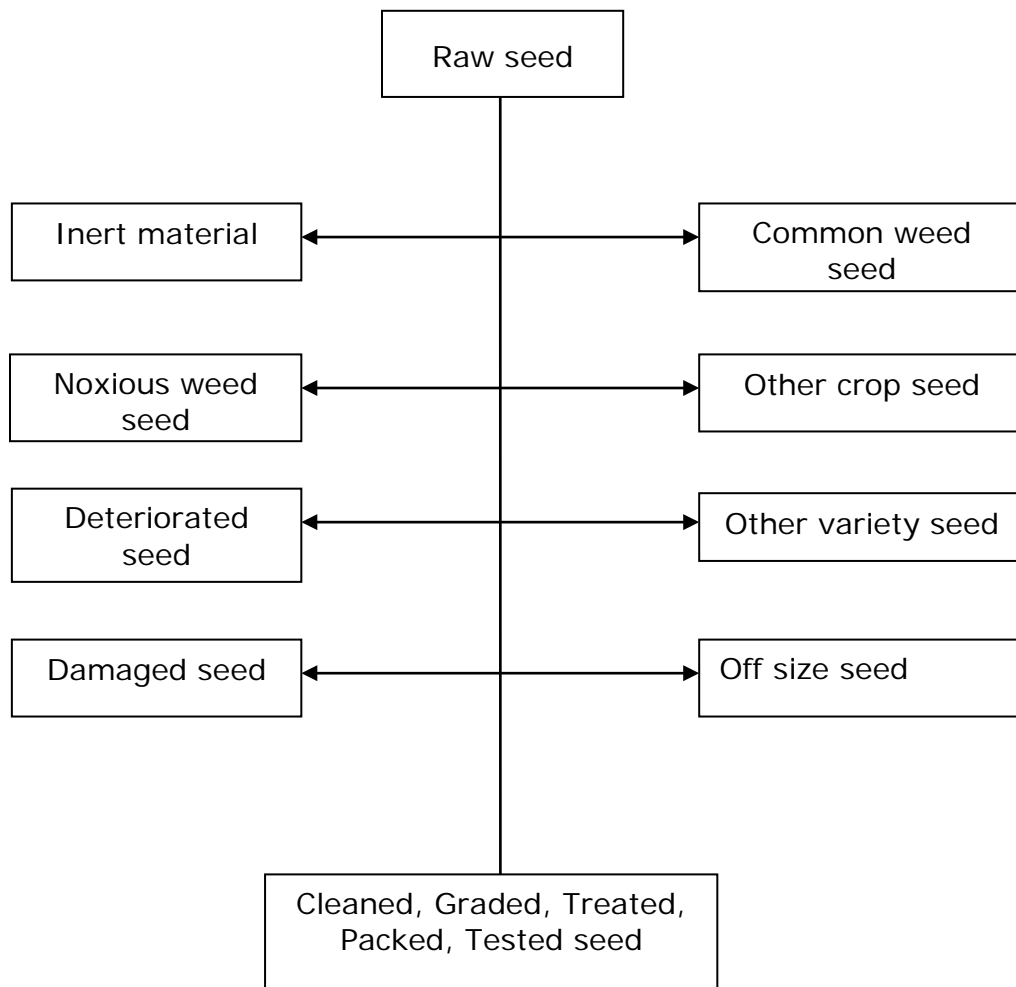 Raw seed
Inert material
Common weed
seed
Noxious weed
seed
Other crop seed
Deteriorated
seed
Other variety seed
Damaged seed
Off size seed
Cleaned, Graded, Treated,
Packed, Tested seed